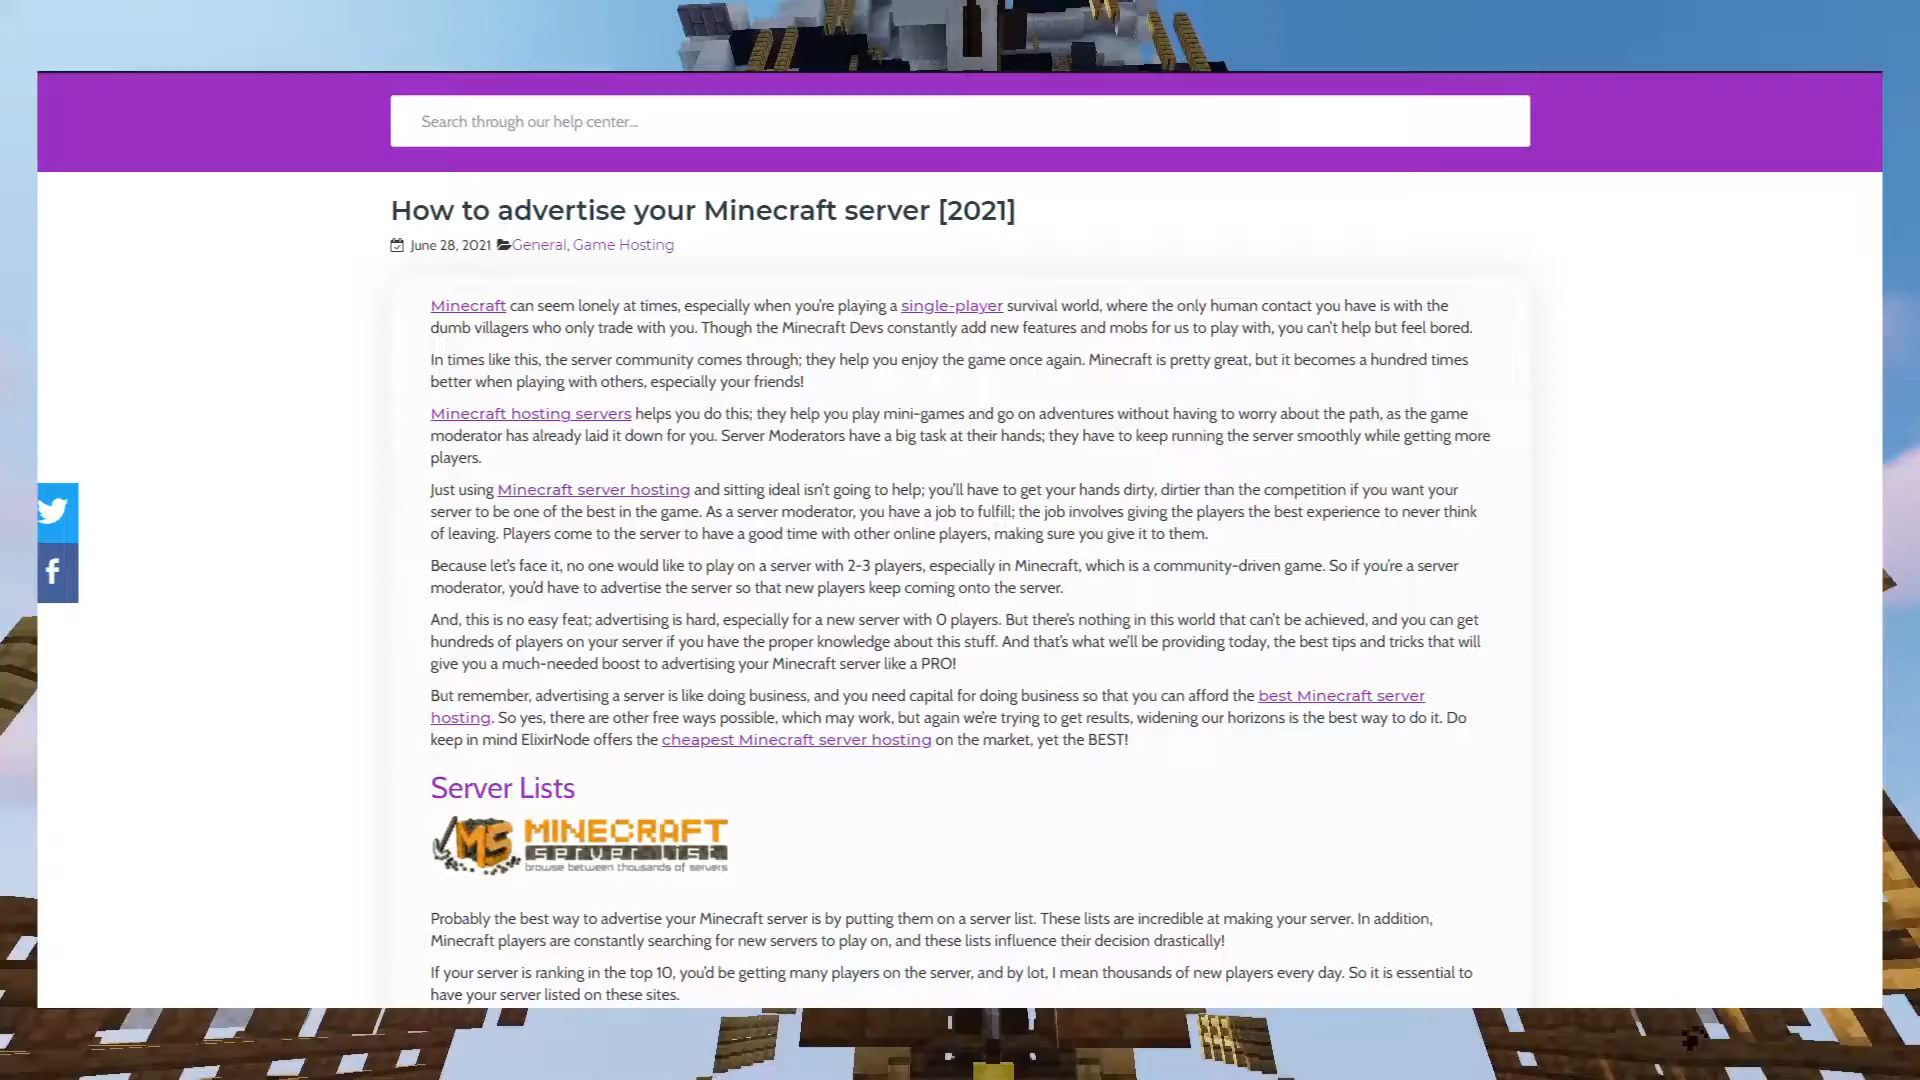 Search through our help center...
How to advertise your Minecraft server [2021]
June 28, 2021 General, Game Hosting
Minecraft can seem lonely at times, especially when you're playing a single-player survival world, where the only human contact you have is with the
dumb villagers who only trade with you. Though the Minecraft Devs constantly add new features and mobs for us to play with, you can't help but feel bored.
In times like this, the server community comes through; they help you enjoy the game once again. Minecraft is pretty great, but it becomes a hundred times
better when playing with others, especially your friends!
Minecraft hosting servers helps you do this; they help you play mini-games and go on adventures without having to worry about the path, as the game
moderator has already laid it down for you. Server Moderators have a big task at their hands; they have to keep running the server smoothly while getting more
players.
Just using Minecraft server hosting and sitting ideal isn't going to help; you'll have to get your hands dirty, dirtier than the competition if you want your
server to be one of the best in the game. As a server moderator, you have a job to fulfill; the job involves giving the players the best experience to never think
of leaving. Players come to the server to have a good time with other online players, making sure you give it to them.
Because let's face it, no one would like to play on a server with 2-3 players, especially in Minecraft, which is a community-driven game. So if you're a server
moderator, you'd have to advertise the server so that new players keep coming onto the server.
And, this is no easy feat; advertising is hard, especially for a new server with 0 players. But there's nothing in this world that can't be achieved, and you can get
hundreds of players on your server if you have the proper knowledge about this stuff. And that's what we'll be providing today, the best tips and tricks that will
give you a much-needed boost to advertising your Minecraft server like a PRO!
But remember, advertising a server is like doing business, and you need capital for doing business so that you can afford the best Minecraft server
hosting. So yes, there are other free ways possible, which may work, but again we're trying to get results, widening our horizons is the best way to do it. Do
keep in mind ElixirNode offers the cheapest Minecraft server hosting on the market, yet the BEST!
Server Lists
MS MINECRAFT
SERVER LIST
browse between thousands of servers
Probably the best way to advertise your Minecraft server is by putting them on a server list. These lists are incredible at making your server. In addition,
Minecraft players are constantly searching for new servers to play on, and these lists influence their decision drastically!
If your server is ranking in the top 10, you'd be getting many players on the server, and by lot, I mean thousands of new players every day. So it is essential to
have your server listed on these sites.